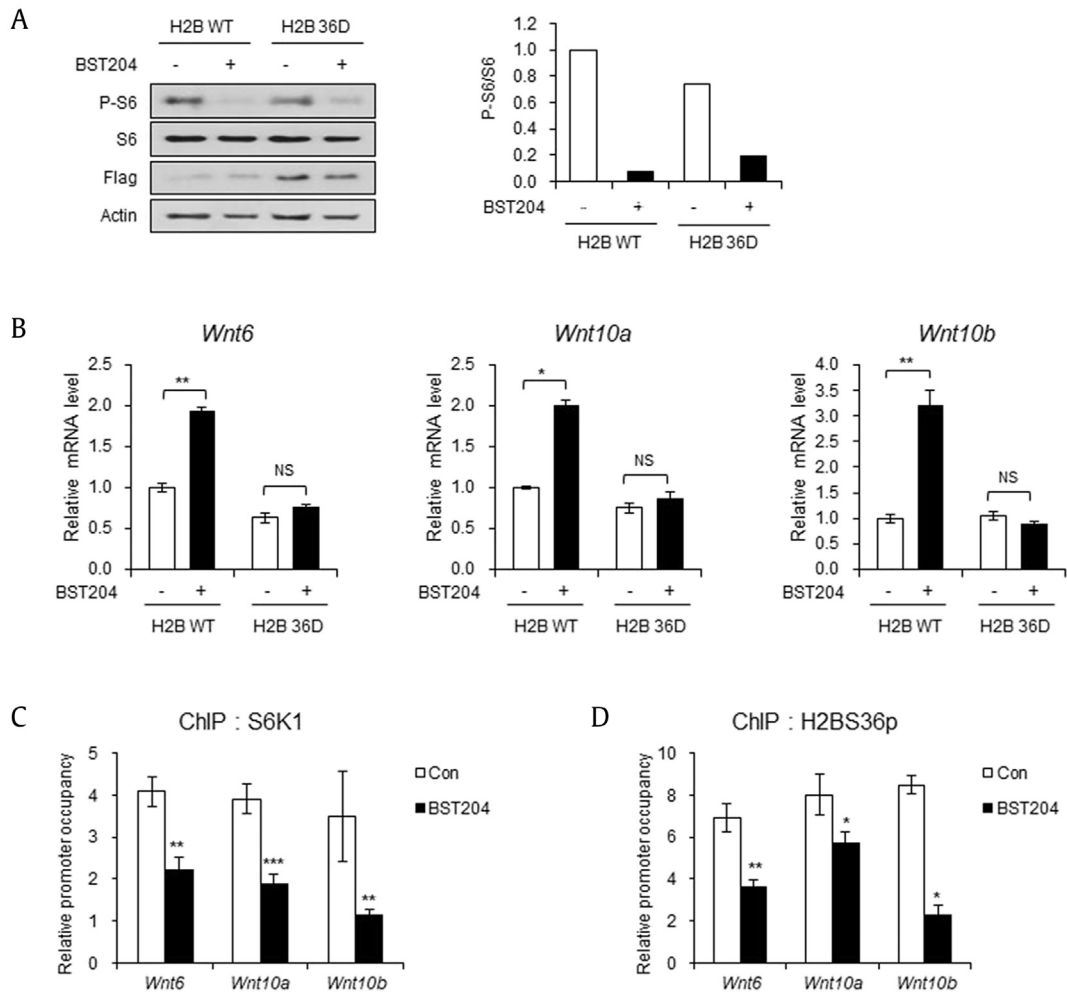 A
H2B WT H2B 36D
BST204 - + - +
P-S6
S6
Flag
Actin
P-S6/S6
1.2
1.0
0.8
0.6
0.4
0.2
0.0
BST204 - + - +
H2B WT H2B 36D
B
Wnt6
Relative mRNA level
2.5
2.0
1.5
1.0
0.5
0.0
**
NS
BST204 - + - +
H2B WT H2B 36D
Wnt10a
Relative mRNA level
2.5
2.0
1.5
1.0
0.5
0.0
*
NS
BST204 - + - +
H2B WT H2B 36D
Wnt10b
Relative mRNA level
4.0
3.5
3.0
2.5
2.0
1.5
1.0
0.5
0.0
**
NS
BST204 - + - +
H2B WT H2B 36D
C
ChIP : S6K1
Relative promoter occupancy
5
4
3
2
1
0
**
***
**
Wnt6 Wnt10a Wnt10b
Con
BST204
D
ChIP : H2BS36p
Relative promoter occupancy
10
8
6
4
2
0
**
*
*
Wnt6 Wnt10a Wnt10b
Con
BST204